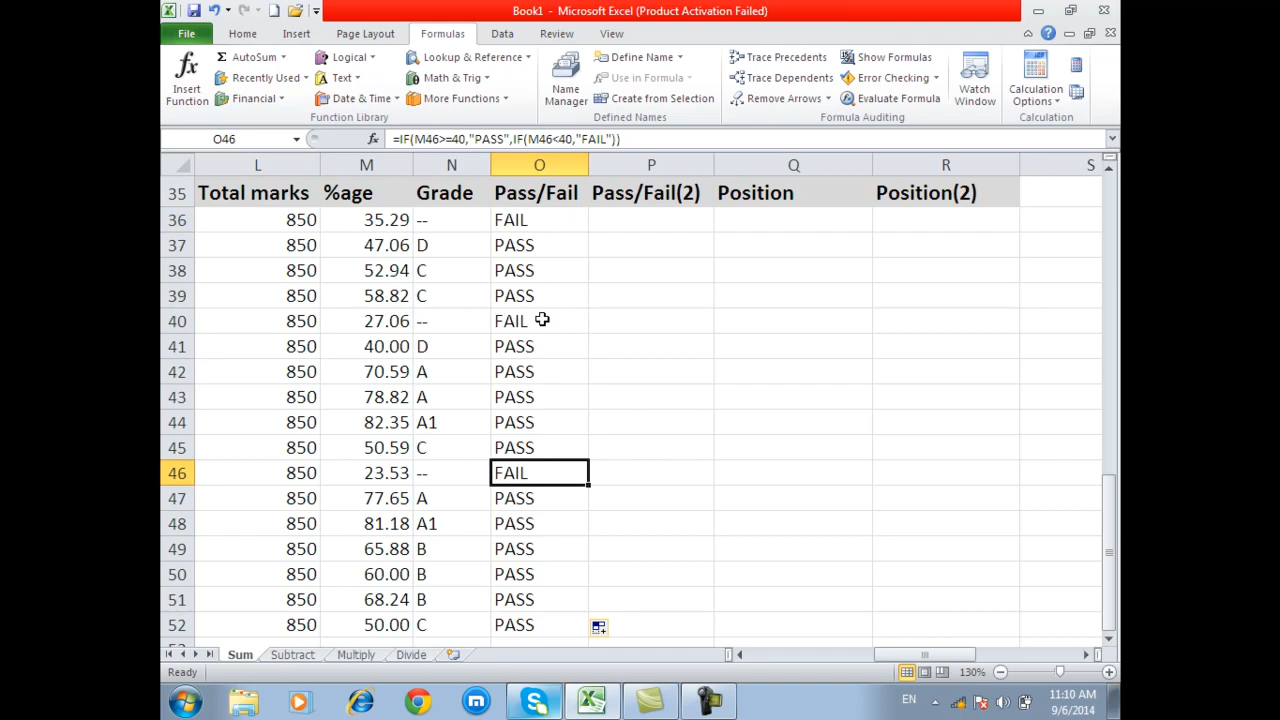 Book1 - Microsoft Excel (Product Activation Failed)
File Home Insert Page Layout Formulas Data Review View
fx Insert Function
Σ AutoSum
Recently Used
Financial
Logical
Text
Date & Time
Lookup & Reference
Math & Trig
More Functions
Function Library
Name Manager
Define Name
Use in Formula
Create from Selection
Defined Names
Trace Precedents
Trace Dependents
Remove Arrows
Show Formulas
Error Checking
Evaluate Formula
Formula Auditing
Watch Window
Calculation Options
Calculation
O46 fx =IF(M46>=40,"PASS",IF(M46<40,"FAIL"))
L M N O P Q R S
35 Total marks %age Grade Pass/Fail Pass/Fail(2) Position Position(2)
36 850 35.29 -- FAIL
37 850 47.06 D PASS
38 850 52.94 C PASS
39 850 58.82 C PASS
40 850 27.06 -- FAIL
41 850 40.00 D PASS
42 850 70.59 A PASS
43 850 78.82 A PASS
44 850 82.35 A1 PASS
45 850 50.59 C PASS
46 850 23.53 -- FAIL
47 850 77.65 A PASS
48 850 81.18 A1 PASS
49 850 65.88 B PASS
50 850 60.00 B PASS
51 850 68.24 B PASS
52 850 50.00 C PASS
Sum Subtract Multiply Divide
Ready 130%
EN 11:10 AM
9/6/2014